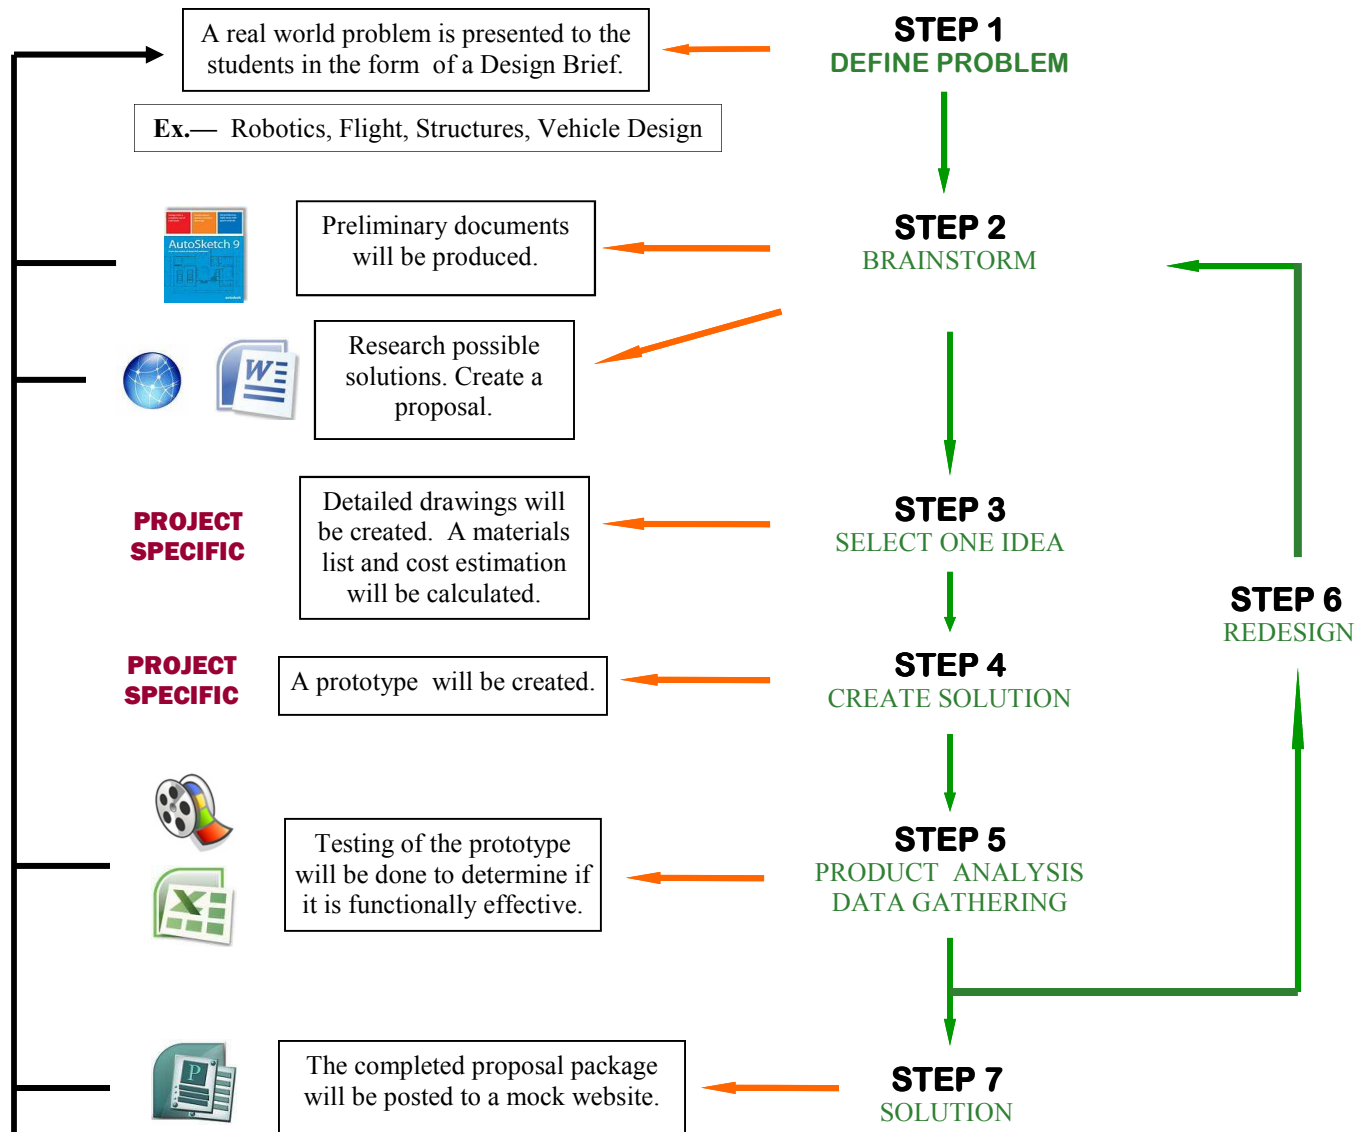 A real world problem is presented to the
students in the form of a Design Brief.
STEP 1
DEFINE PROBLEM
Ex.— Robotics, Flight, Structures, Vehicle Design
AutoSketch 9
Preliminary documents
will be produced.
STEP 2
BRAINSTORM
W
Research possible
solutions. Create a
proposal.
PROJECT
SPECIFIC
Detailed drawings will
be created. A materials
list and cost estimation
will be calculated.
STEP 3
SELECT ONE IDEA
STEP 6
REDESIGN
PROJECT
SPECIFIC
A prototype will be created.
STEP 4
CREATE SOLUTION
X
Testing of the prototype
will be done to determine if
it is functionally effective.
STEP 5
PRODUCT ANALYSIS
DATA GATHERING
P
The completed proposal package
will be posted to a mock website.
STEP 7
SOLUTION